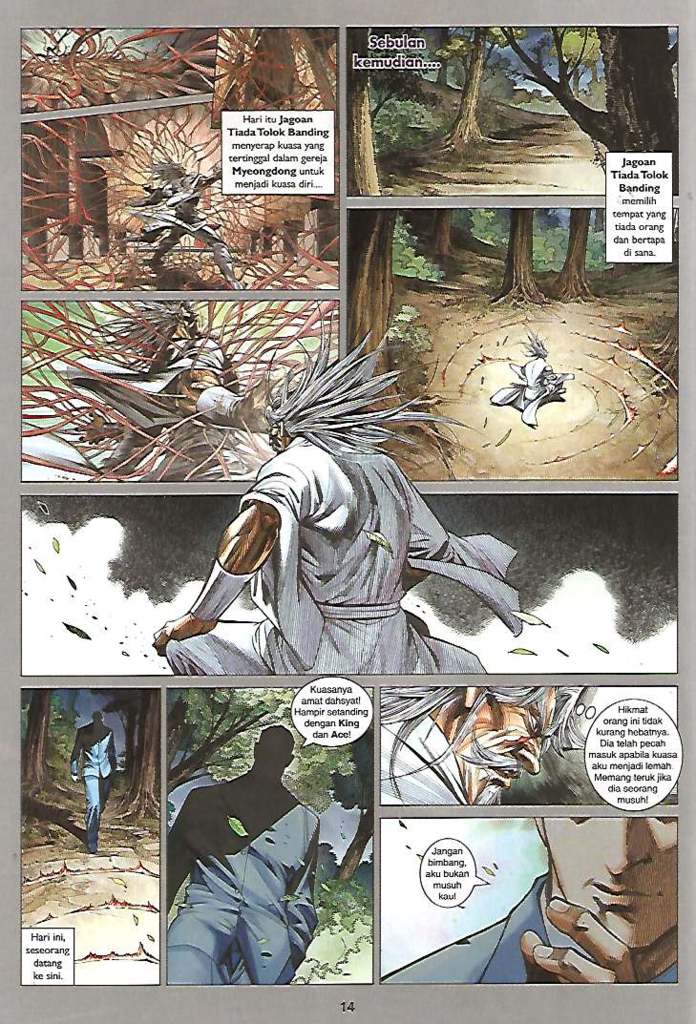 Hari itu Jagoan
Tiada Tolok Banding
menyerap kuasa yang
tertinggal dalam gereja
Myeongdong untuk
menjadi kuasa diri....
Sebulan
kemudian....
Jagoan
Tiada Tolok
Banding
memilih
tempat yang
tiada orang
dan bertapa
di sana.
Hari ini,
seseorang
datang
ke sini.
Kuasanya
amat dahsyat!
Hampir setanding
dengan King
dan Ace!
Hikmat
orang ini tidak
kurang hebatnya.
Dia telah pecah
masuk apabila kuasa
aku menjadi lemah.
Memang teruk jika
dia seorang
musuh!
Jangan
bimbang,
aku bukan
musuh
kau!
14